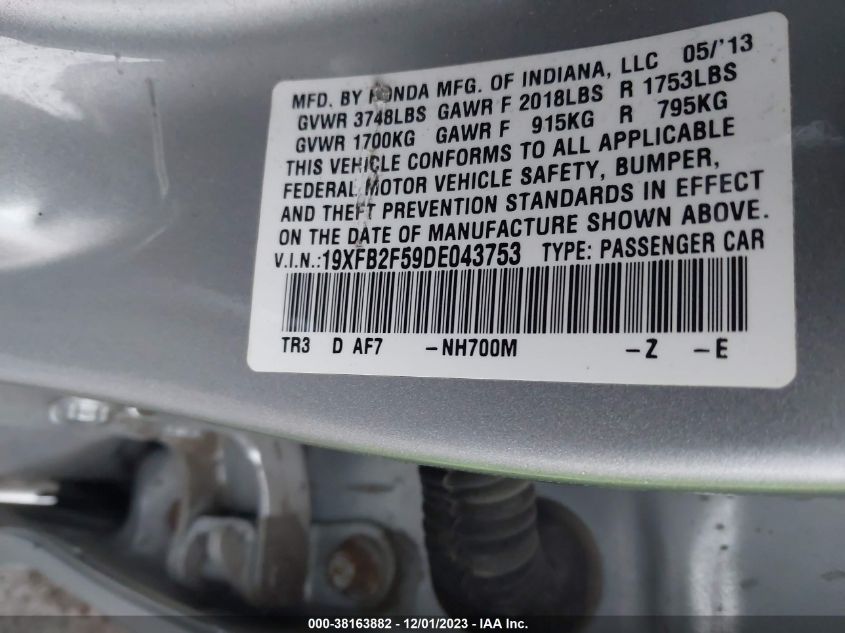 MFD. BY HONDA MFG. OF INDIANA, LLC 05/'13
GVWR 3748LBS GAWR F 2018LBS R 1753LBS
GVWR 1700KG GAWR F 915KG R 795KG
THIS VEHICLE CONFORMS TO ALL APPLICABLE
FEDERAL MOTOR VEHICLE SAFETY, BUMPER,
AND THEFT PREVENTION STANDARDS IN EFFECT
ON THE DATE OF MANUFACTURE SHOWN ABOVE.
V.I.N.:19XFB2F59DE043753 TYPE: PASSENGER CAR
TR3 D AF7 -NH700M -Z -E
000-38163882 - 12/01/2023 - IAA Inc.